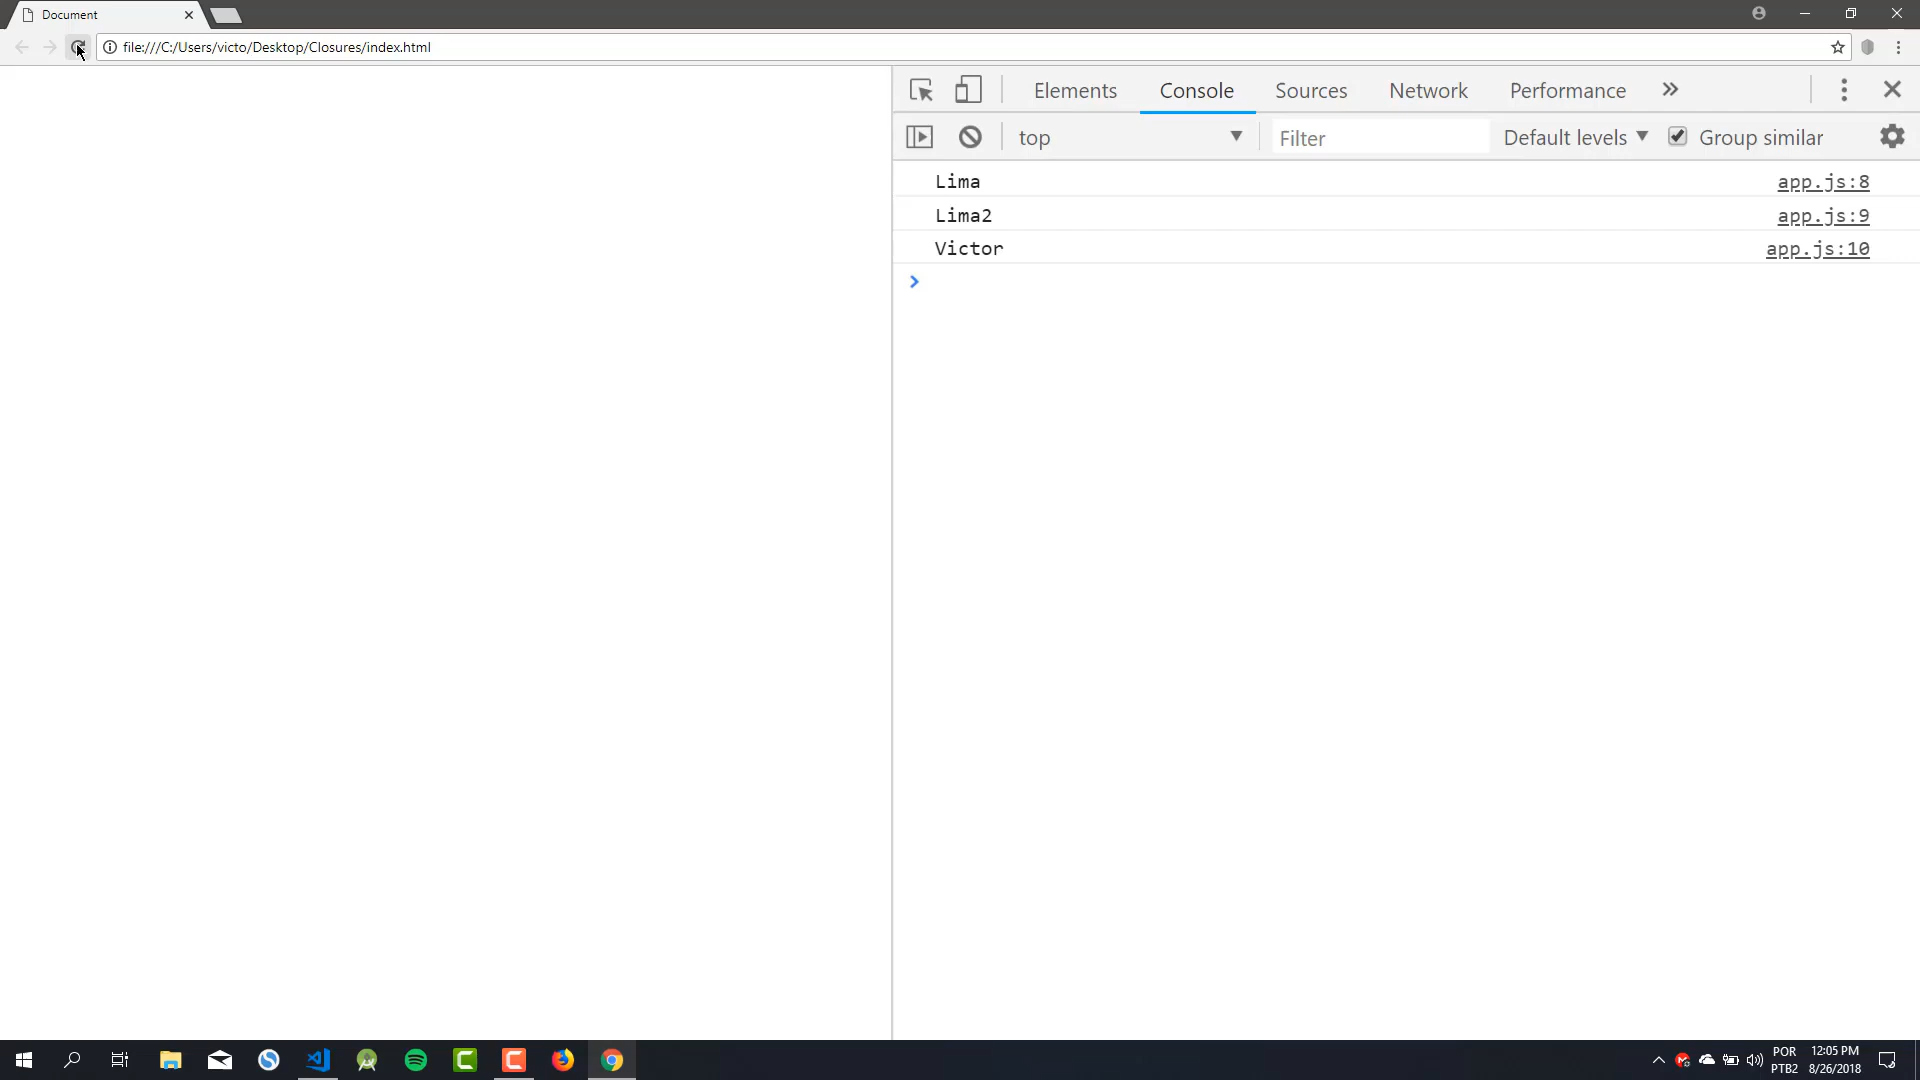 Document
file:///C:/Users/victo/Desktop/Closures/index.html
Elements Console Sources Network Performance
top Filter Default levels Group similar
Lima app.js:8
Lima2 app.js:9
Victor app.js:10
POR 12:05 PM
PTB2 8/26/2018